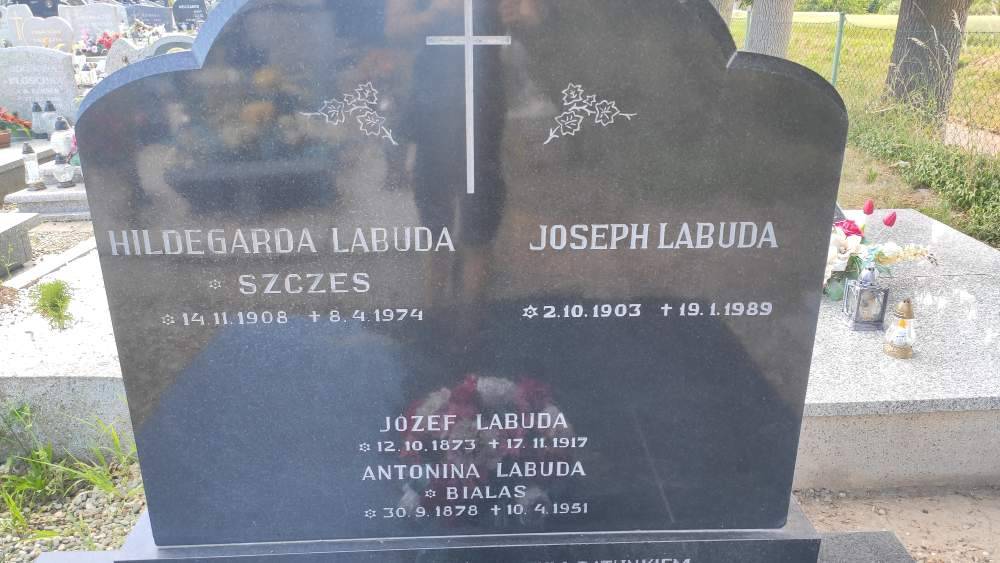 HILDEGARDA LABUDA
* SZCZES
* 14.11.1908 + 8.4.1974
JOSEPH LABUDA
* 2.10.1903 + 19.1.1989
JÓZEF LABUDA
* 12.10.1873 + 17.11.1917
ANTONINA LABUDA
* BIALAS
* 30.9.1878 + 10.4.1951